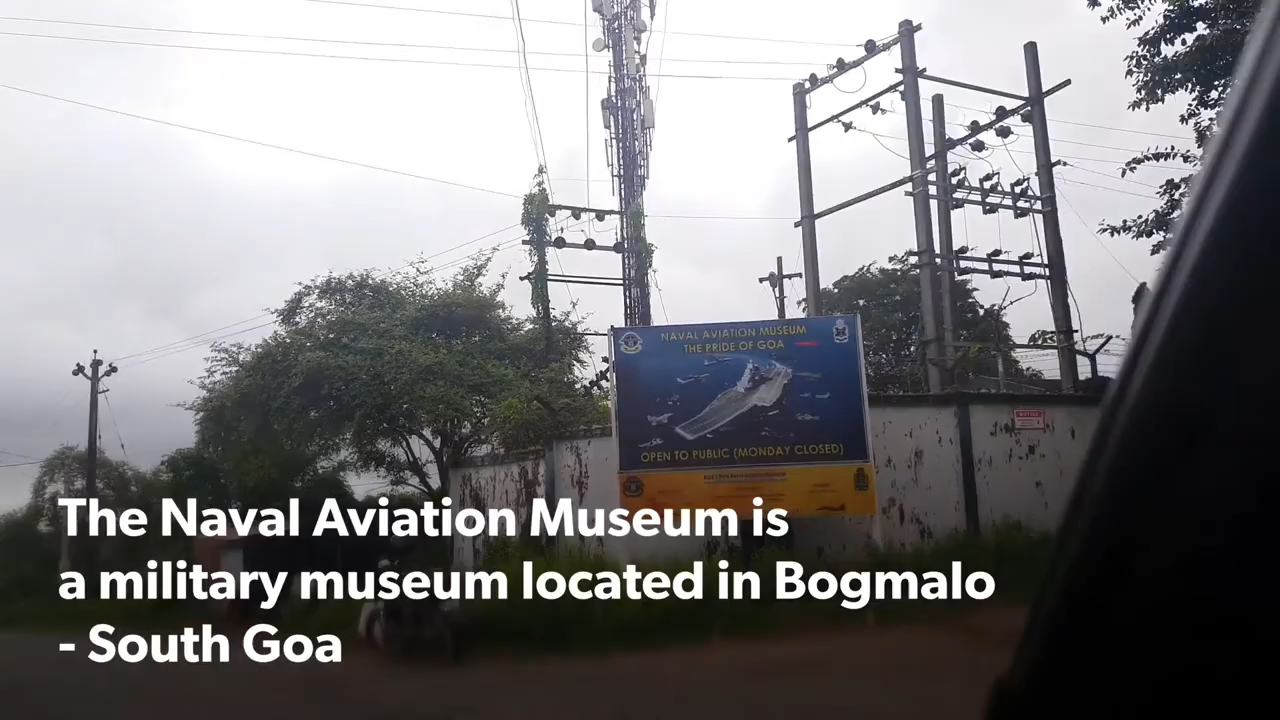 NAVAL AVIATION MUSEUM
THE PRIDE OF GOA
OPEN TO PUBLIC (MONDAY CLOSED)
NOTICE
The Naval Aviation Museum is
a military museum located in Bogmalo
- South Goa